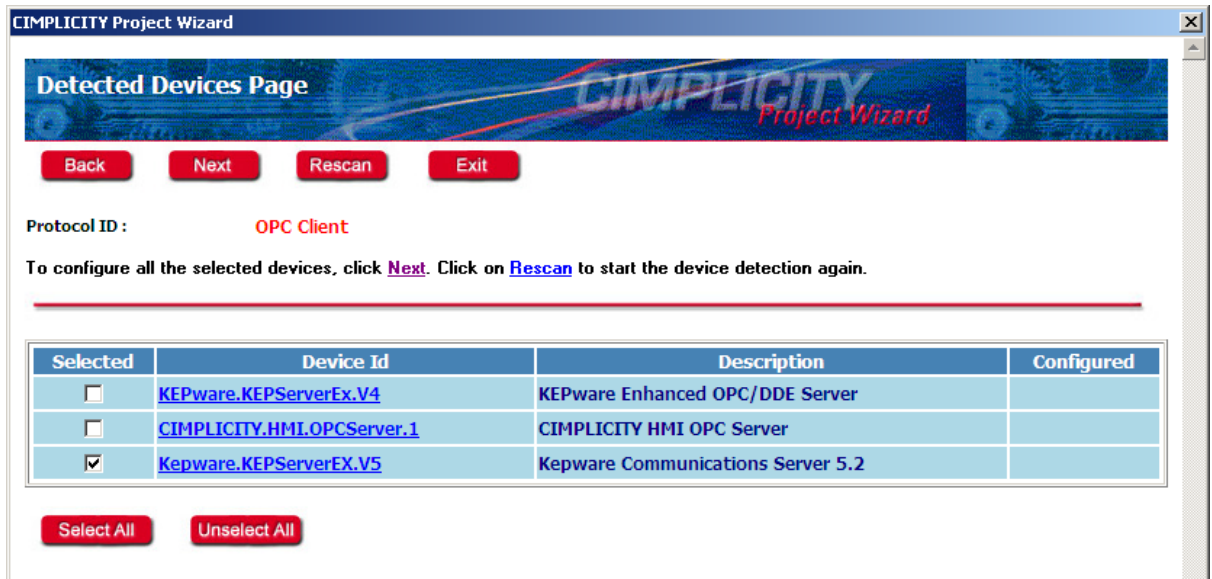 CIMPLICITY Project Wizard
Detected Devices Page
CIMPLICITY
Project Wizard
Back Next Rescan Exit
Protocol ID : OPC Client
To configure all the selected devices, click Next. Click on Rescan to start the device detection again.
Selected Device Id Description Configured
KEPware.KEPServerEx.V4 KEPware Enhanced OPC/DDE Server
CIMPLICITY.HMI.OPCServer.1 CIMPLICITY HMI OPC Server
Kepware.KEPServerEX.V5 Kepware Communications Server 5.2
Select All Unselect All